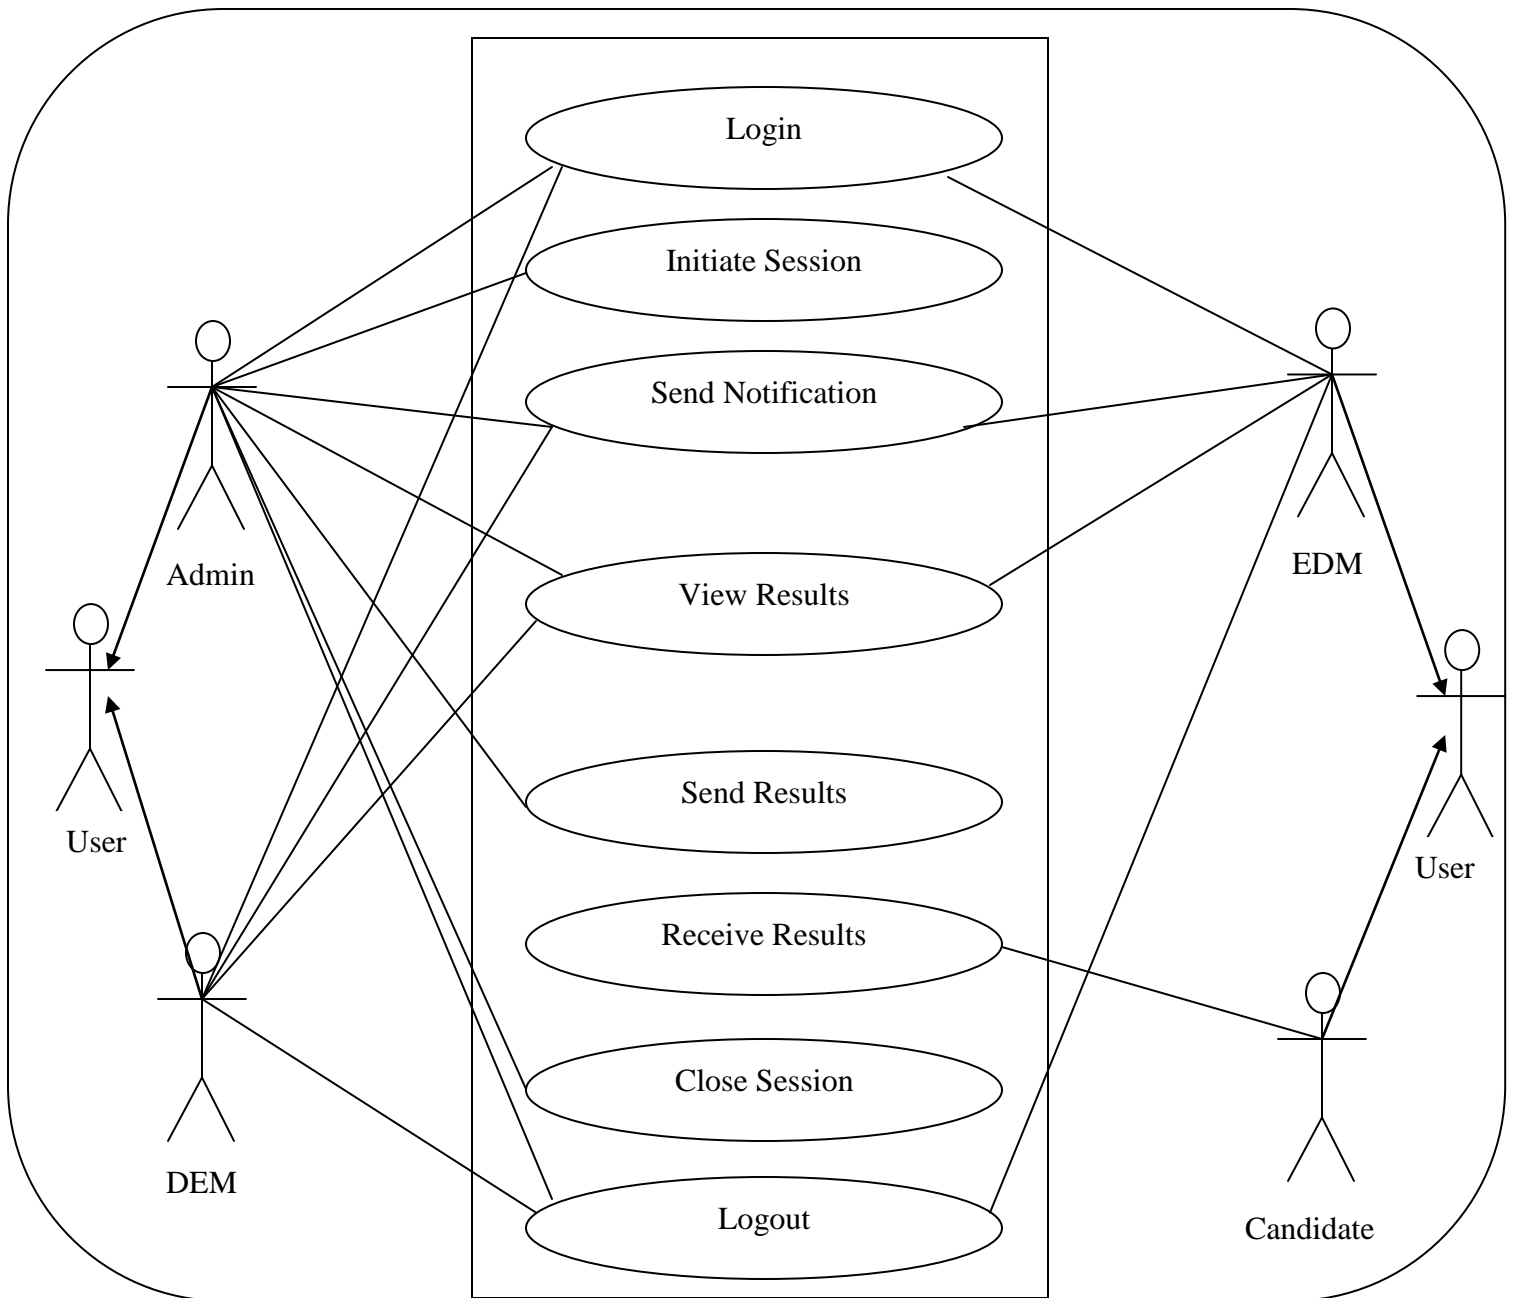 Login
Initiate Session
Send Notification
EDM
Admin
View Results
Send Results
User
User
Receive Results
Close Session
DEM
Logout
Candidate